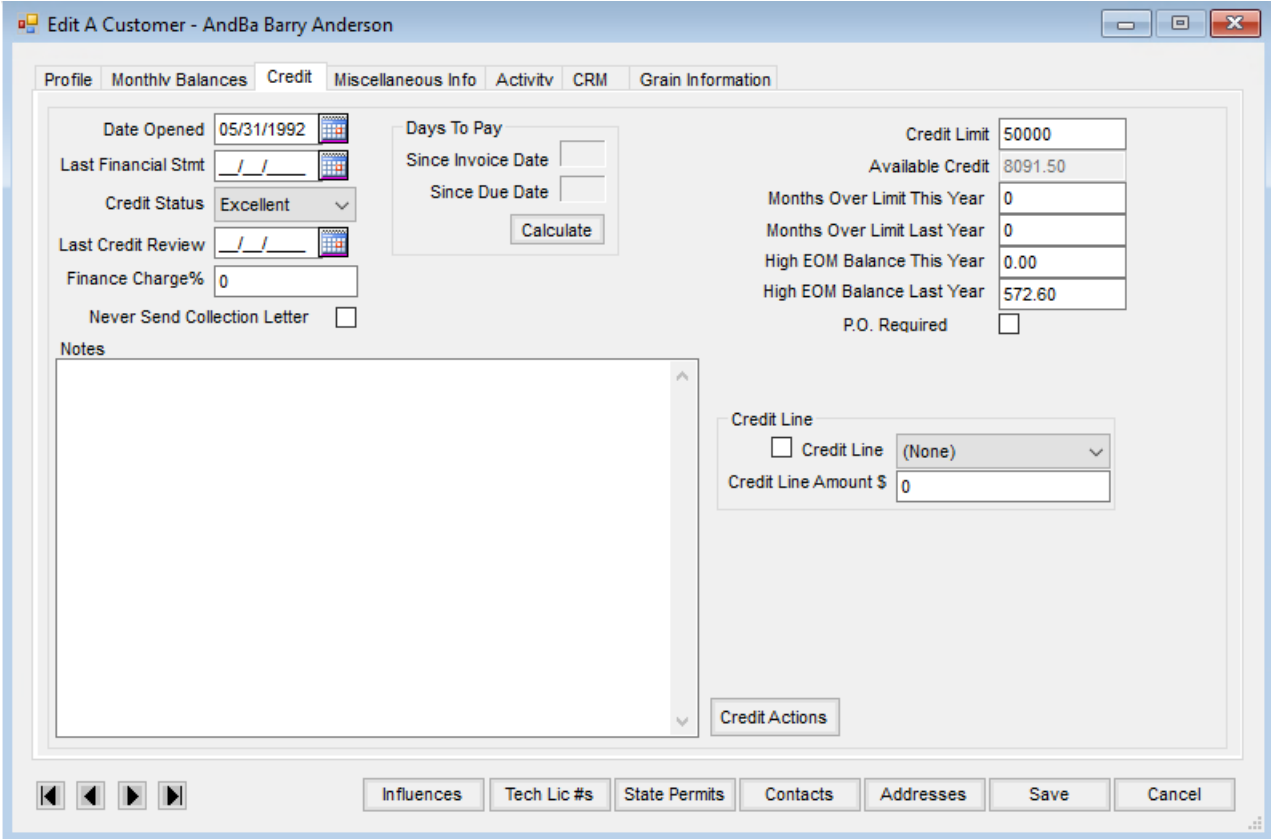 Edit A Customer - AndBa Barry Anderson
Profile Monthly Balances Credit Miscellaneous Info Activity CRM Grain Information
Date Opened 05/31/1992
Last Financial Stmt __/__/____
Credit Status Excellent
Last Credit Review __/__/____
Finance Charge% 0
Never Send Collection Letter
Days To Pay
Since Invoice Date
Since Due Date
Calculate
Credit Limit 50000
Available Credit 8091.50
Months Over Limit This Year 0
Months Over Limit Last Year 0
High EOM Balance This Year 0.00
High EOM Balance Last Year 572.60
P.O. Required
Notes
Credit Line
Credit Line (None)
Credit Line Amount $ 0
Credit Actions
Influences Tech Lic #s State Permits Contacts Addresses Save Cancel